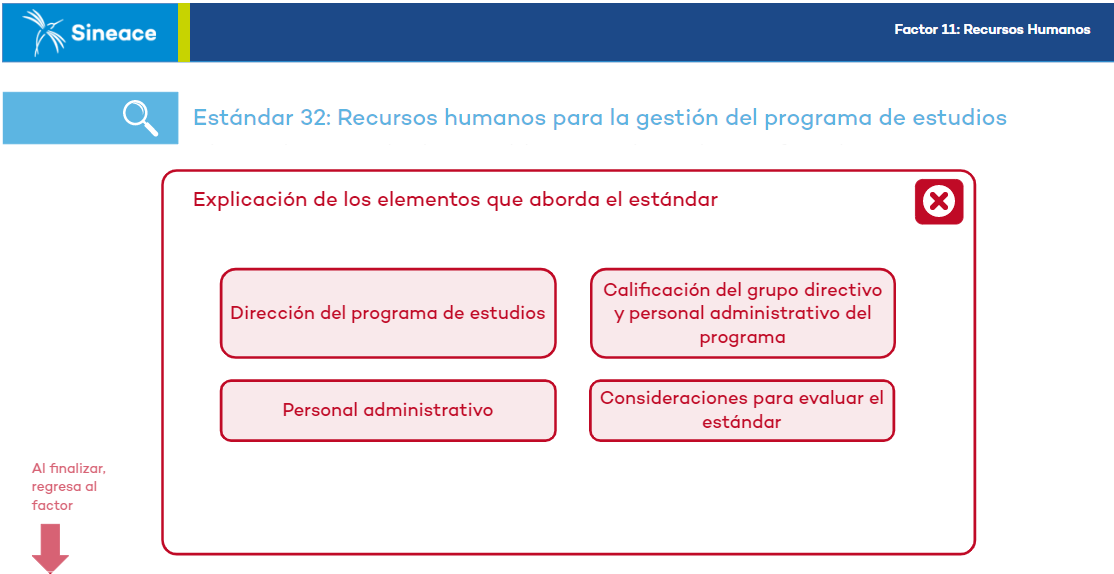 Sineace
Factor 11: Recursos Humanos
Estándar 32: Recursos humanos para la gestión del programa de estudios
Explicación de los elementos que aborda el estándar
Dirección del programa de estudios
Calificación del grupo directivo
y personal administrativo del
programa
Personal administrativo
Consideraciones para evaluar el
estándar
Al finalizar,
regresa al
factor